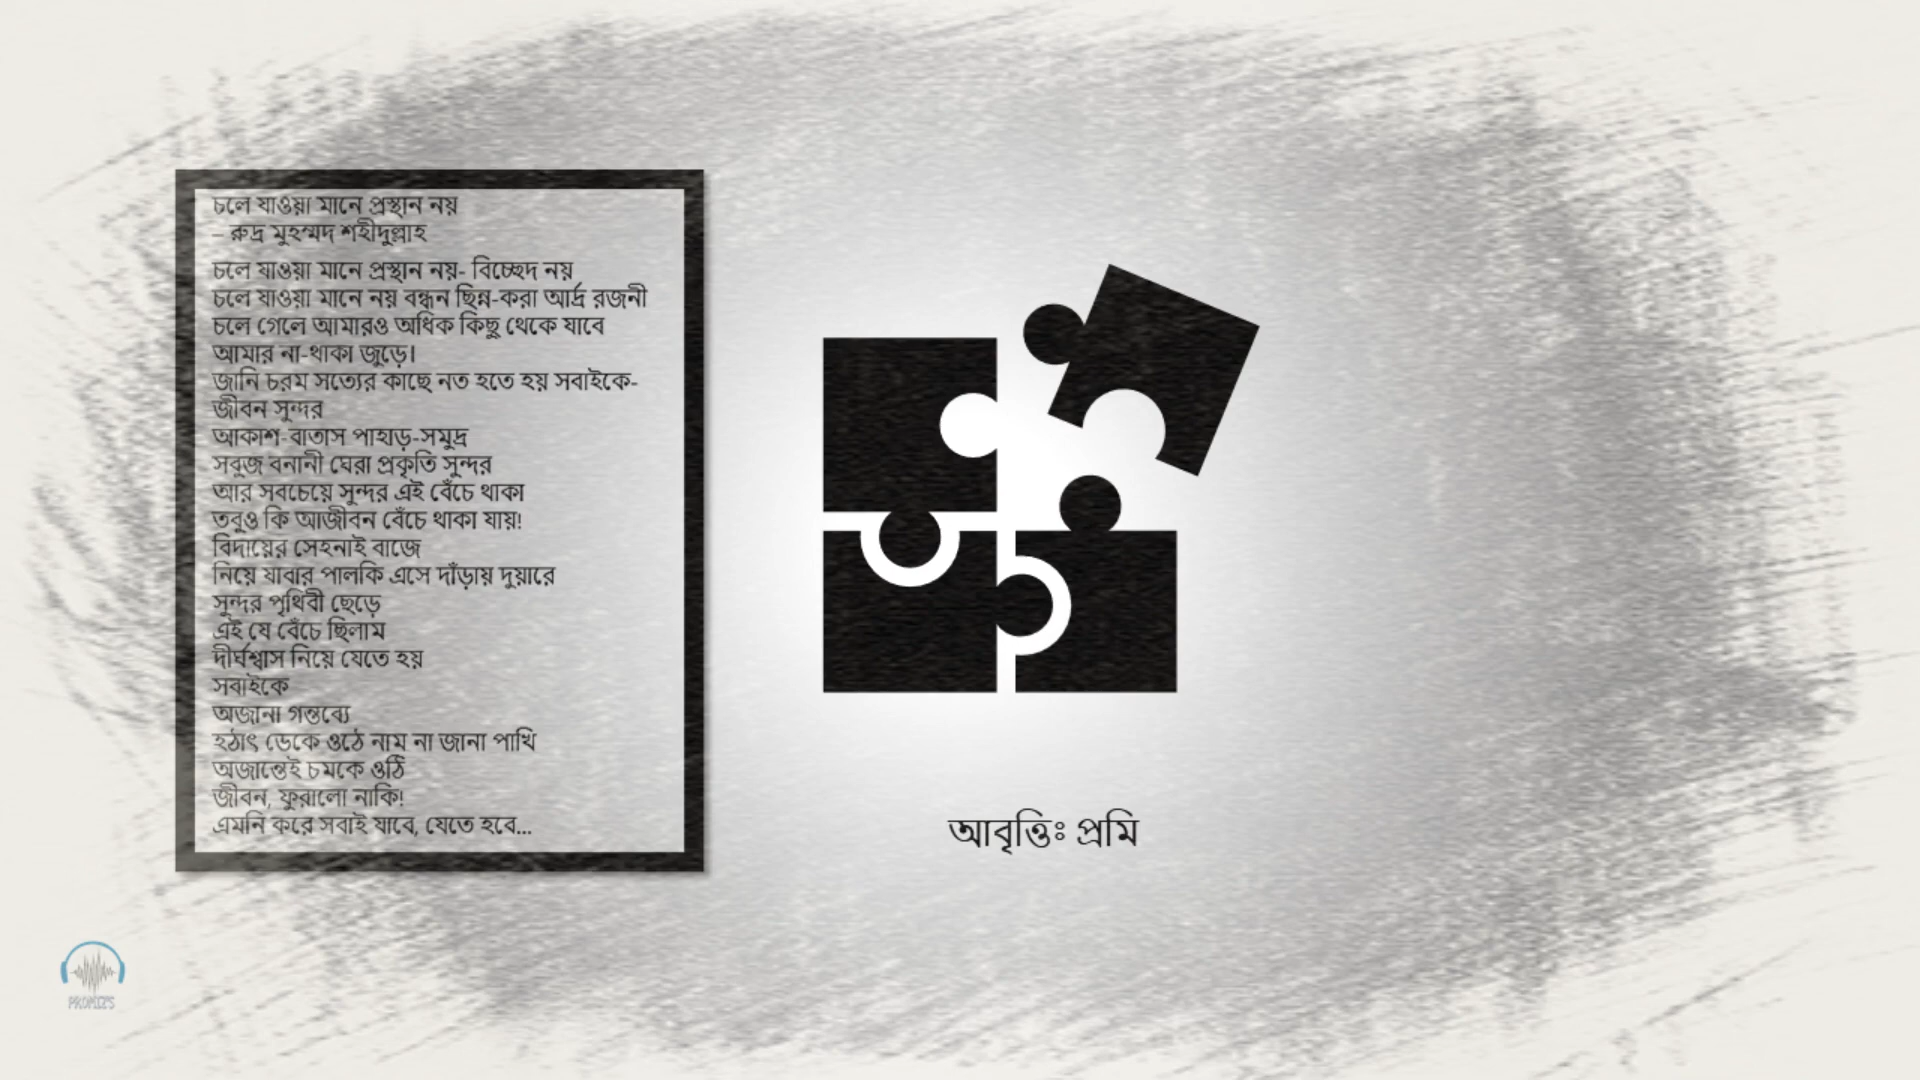 চলে যাওয়া মানে প্রস্থান নয়
– রুদ্র মুহম্মদ শহীদুল্লাহ
চলে যাওয়া মানে প্রস্থান নয়- বিচ্ছেদ নয়
চলে যাওয়া মানে নয় বন্ধন ছিন্ন-করা আর্দ্র রজনী
চলে গেলে আমারও অধিক কিছু থেকে যাবে
আমার না-থাকা জুড়ে।
জানি চরম সত্যের কাছে নত হতে হয় সবাইকে-
জীবন সুন্দর
আকাশ-বাতাস পাহাড়-সমুদ্র
সবুজ বনানী ঘেরা প্রকৃতি সুন্দর
আর সবচেয়ে সুন্দর এই বেঁচে থাকা
তবুও কি আজীবন বেঁচে থাকা যায়!
বিদায়ের সেহনাই বাজে
নিয়ে যাবার পালকি এসে দাঁড়ায় দুয়ারে
সুন্দর পৃথিবী ছেড়ে
এই যে বেঁচে ছিলাম
দীর্ঘশ্বাস নিয়ে যেতে হয়
সবাইকে
অজানা গন্তব্যে
হঠাৎ ডেকে ওঠে নাম না জানা পাখি
অজান্তেই চমকে ওঠি
জীবন, ফুরালো নাকি!
এমনি করে সবাই যাবে, যেতে হবে...
আবৃত্তিঃ প্রমি
PROMIZ'S